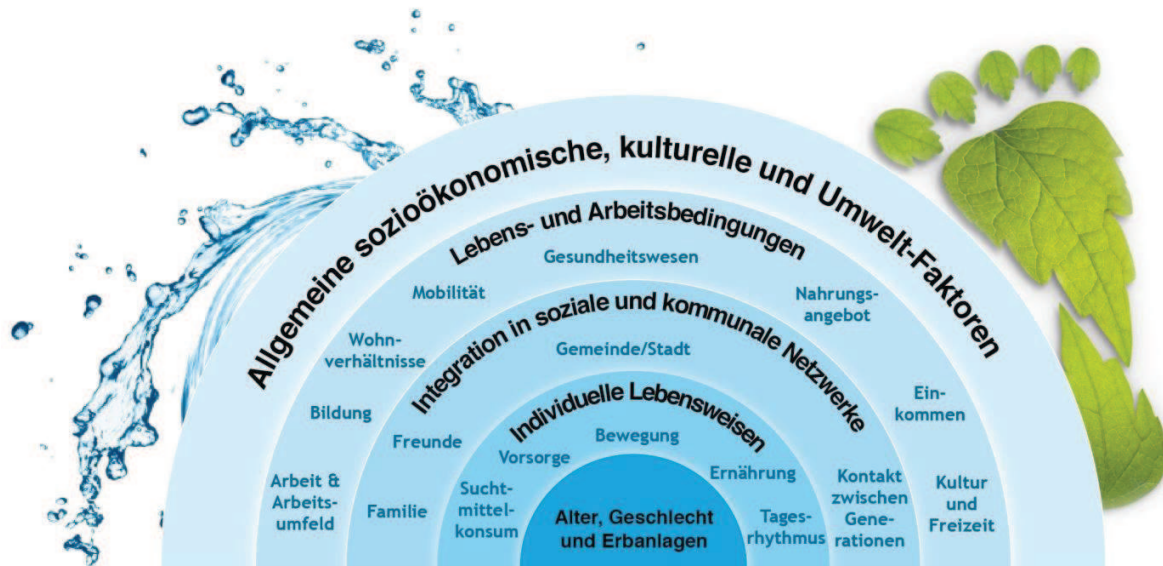 Allgemeine sozioökonomische, kulturelle und Umwelt-Faktoren
Lebens- und Arbeitsbedingungen
Arbeit &
Arbeits-
umfeld
Bildung
Wohn-
verhältnisse
Mobilität
Gesundheitswesen
Nahrungs-
angebot
Ein-
kommen
Kultur
und
Freizeit
Integration in soziale und kommunale Netzwerke
Familie
Freunde
Gemeinde/Stadt
Kontakt
zwischen
Gene-
rationen
Individuelle Lebensweisen
Sucht-
mittel-
konsum
Vorsorge
Bewegung
Ernährung
Tages-
rhythmus
Alter, Geschlecht
und Erbanlagen